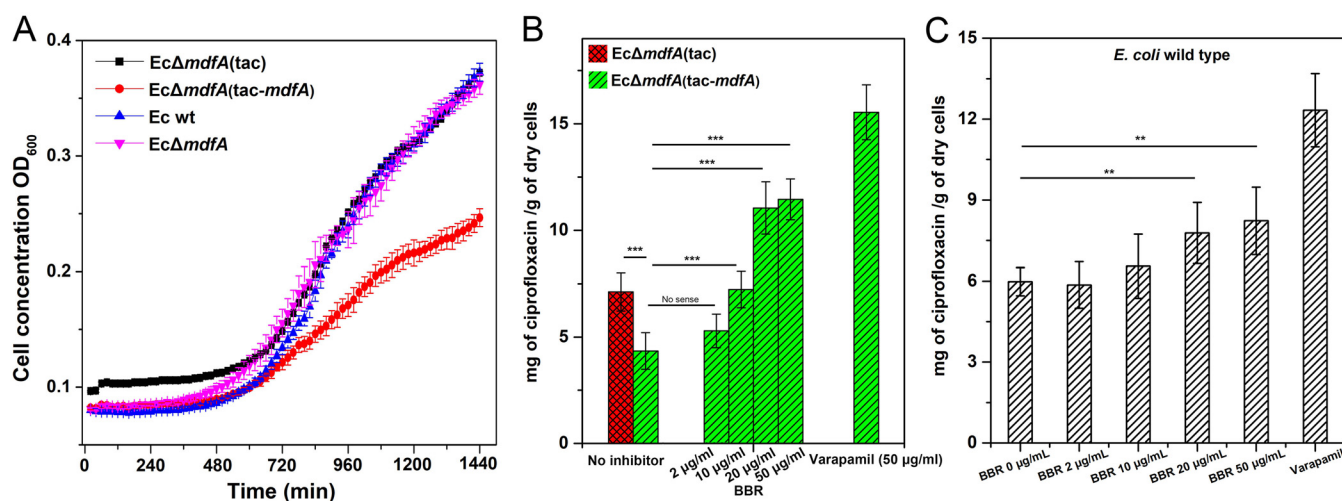 A
0.4
0.3
0.2
0.1
Cell concentration OD600
EcΔmdfA(tac)
EcΔmdfA(tac-mdfA)
Ec wt
EcΔmdfA
0 240 480 720 960 1200 1440
Time (min)
B
15
10
5
0
mg of ciprofloxacin /g of dry cells
EcΔmdfA(tac)
EcΔmdfA(tac-mdfA)
***
***
***
***
No sense
No inhibitor
2 μg/ml
10 μg/ml
20 μg/ml
50 μg/ml
BBR
Varapamil (50 μg/ml)
C
15
12
9
6
3
0
mg of ciprofloxacin /g of dry cells
E. coli wild type
**
**
BBR 0 μg/mL
BBR 2 μg/mL
BBR 10 μg/mL
BBR 20 μg/mL
BBR 50 μg/mL
Varapamil